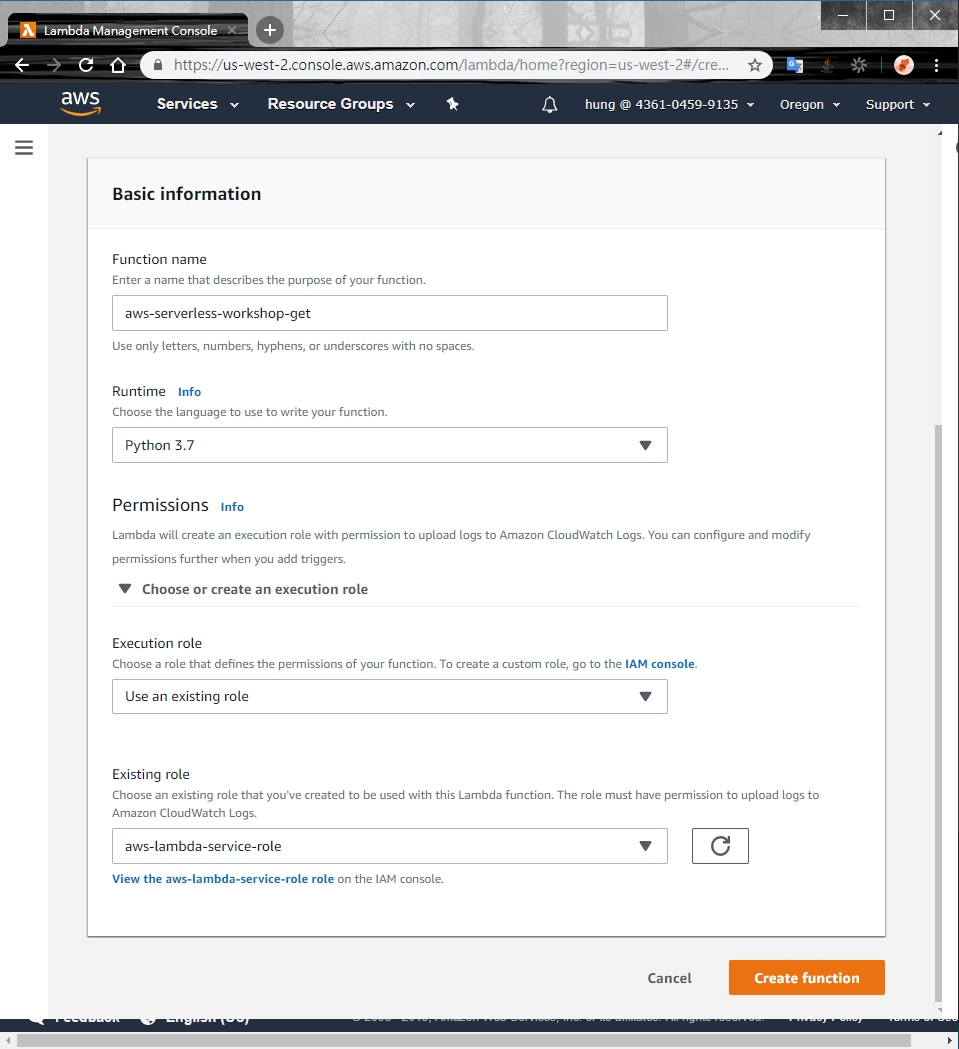 Lambda Management Console
https://us-west-2.console.aws.amazon.com/lambda/home?region=us-west-2#/cre...
aws Services Resource Groups hung @ 4361-0459-9135 Oregon Support
Basic information
Function name
Enter a name that describes the purpose of your function.
aws-serverless-workshop-get
Use only letters, numbers, hyphens, or underscores with no spaces.
Runtime Info
Choose the language to use to write your function.
Python 3.7
Permissions Info
Lambda will create an execution role with permission to upload logs to Amazon CloudWatch Logs. You can configure and modify
permissions further when you add triggers.
Choose or create an execution role
Execution role
Choose a role that defines the permissions of your function. To create a custom role, go to the IAM console.
Use an existing role
Existing role
Choose an existing role that you've created to be used with this Lambda function. The role must have permission to upload logs to
Amazon CloudWatch Logs.
aws-lambda-service-role
View the aws-lambda-service-role role on the IAM console.
Cancel Create function
Feedback English (US) Privacy Policy